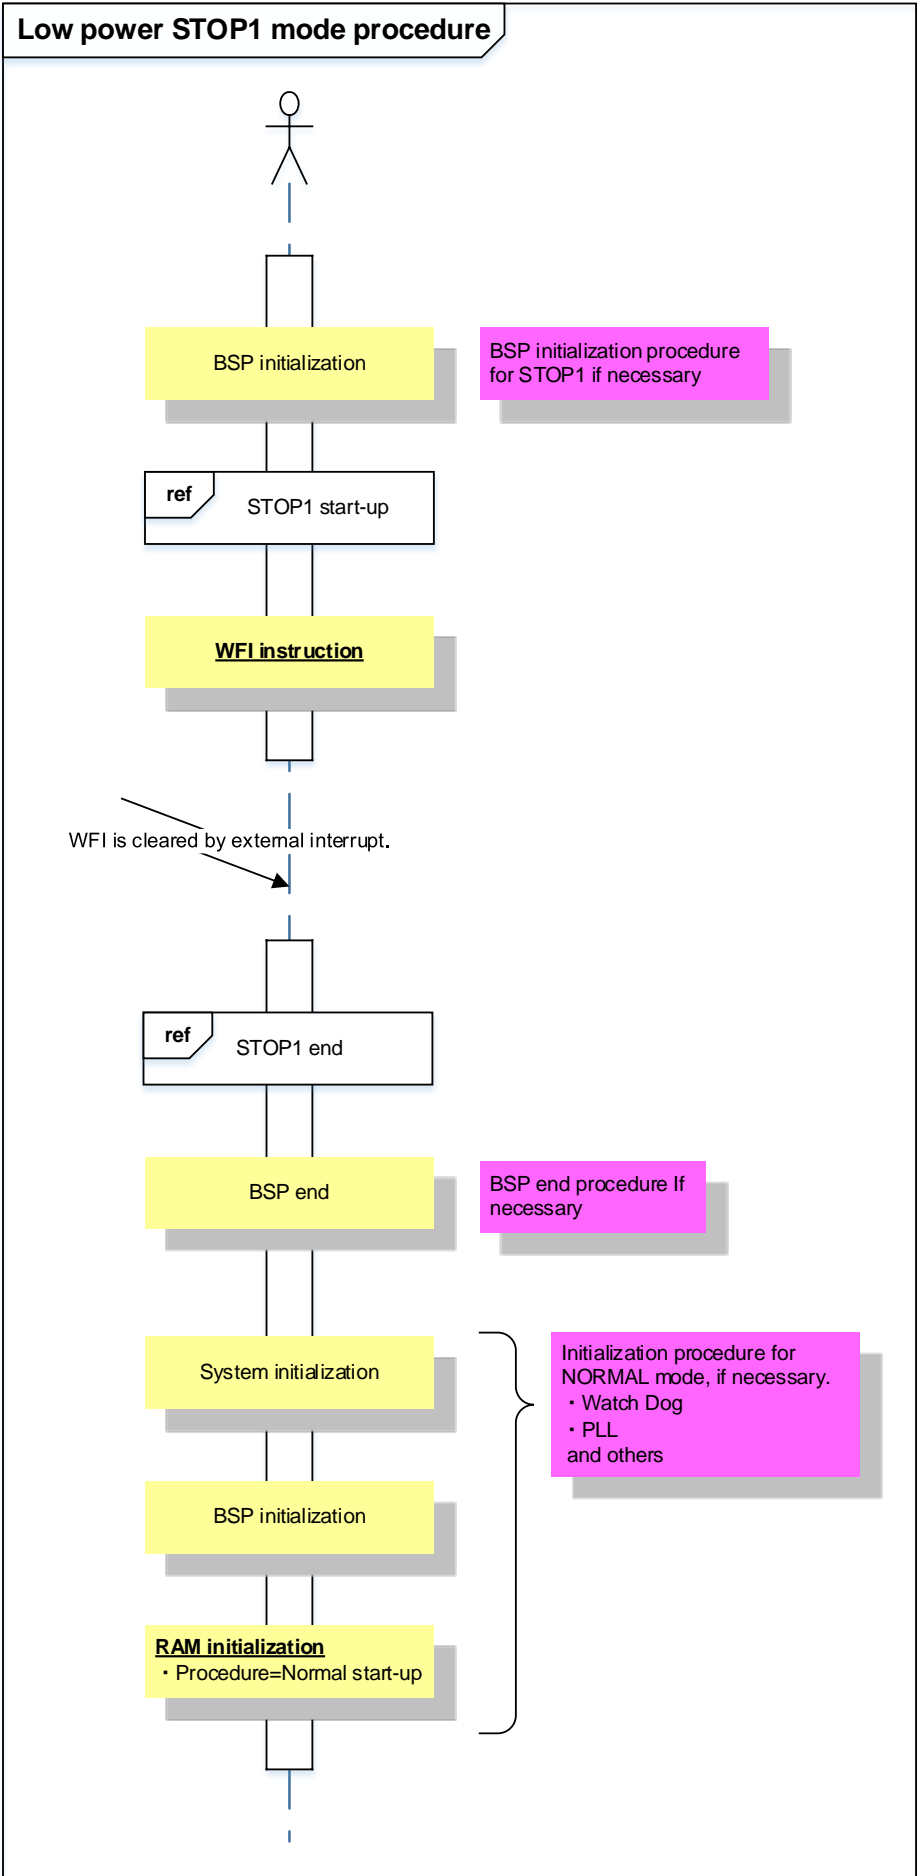 Low power STOP1 mode procedure
BSP initialization
BSP initialization procedure
for STOP1 if necessary
ref
STOP1 start-up
WFI instruction
WFI is cleared by external interrupt.
ref
STOP1 end
BSP end
BSP end procedure If
necessary
System initialization
Initialization procedure for
NORMAL mode, if necessary.
・Watch Dog
・PLL
and others
BSP initialization
RAM initialization
・Procedure=Normal start-up